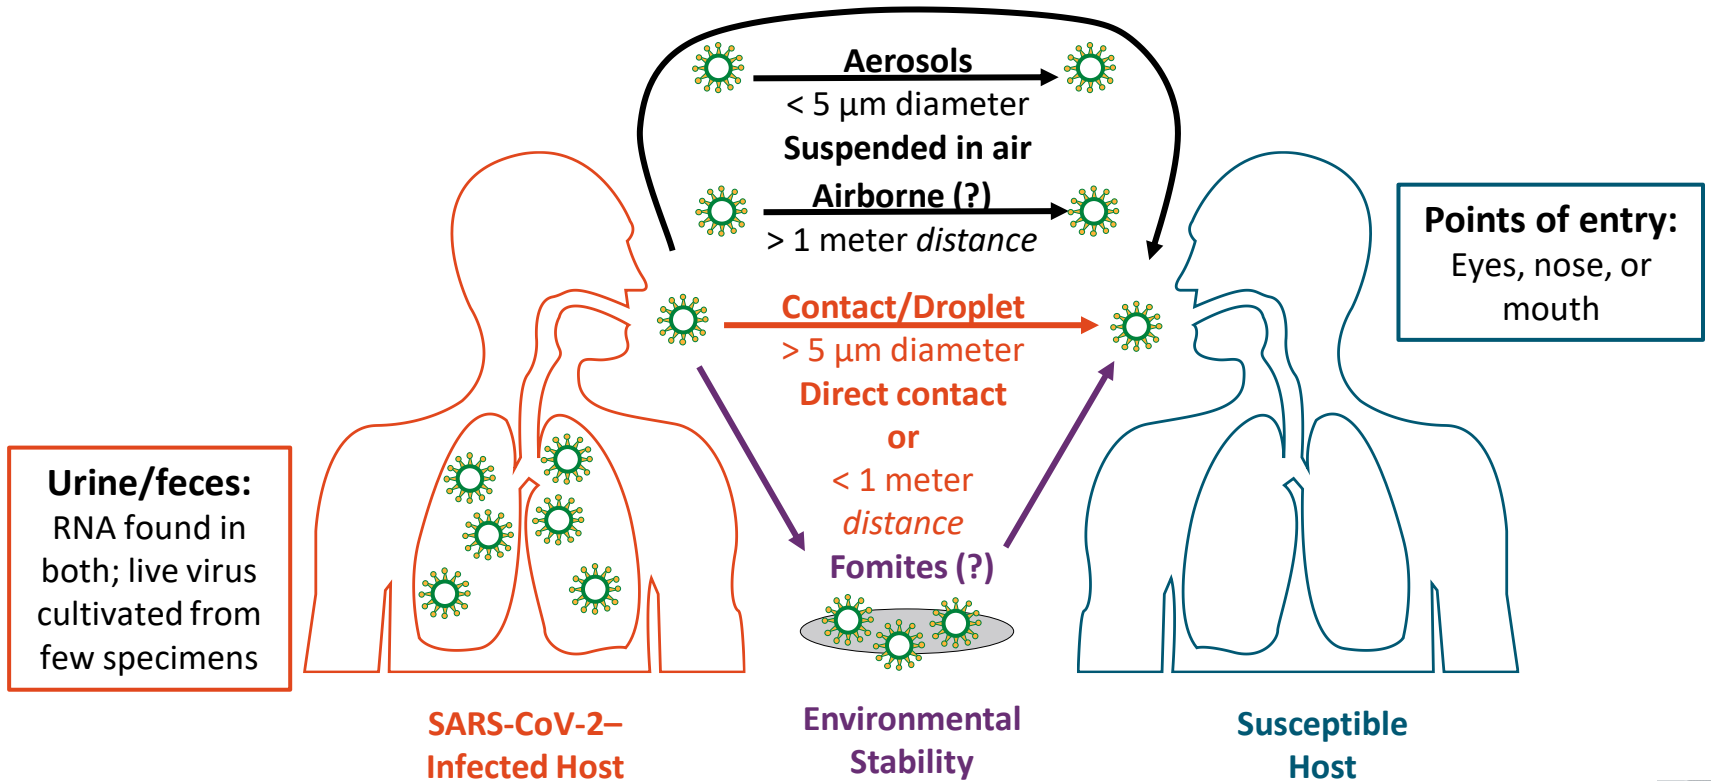 Aerosols
< 5 µm diameter
Suspended in air
Airborne (?)
> 1 meter distance
Contact/Droplet
> 5 µm diameter
Direct contact
or
< 1 meter
distance
Fomites (?)
Environmental
Stability
Urine/feces:
RNA found in
both; live virus
cultivated from
few specimens
SARS-CoV-2–
Infected Host
Points of entry:
Eyes, nose, or
mouth
Susceptible
Host